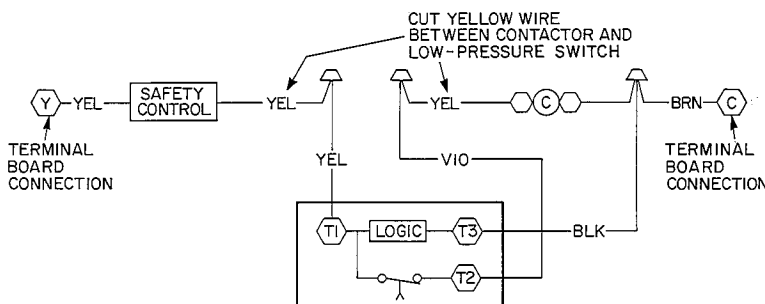 CUT YELLOW WIRE
BETWEEN CONTACTOR AND
LOW-PRESSURE SWITCH
Y
YEL
SAFETY
CONTROL
YEL
YEL
C
BRN
C
TERMINAL
BOARD
CONNECTION
YEL
VIO
TERMINAL
BOARD
CONNECTION
T1
LOGIC
T3
BLK
T2